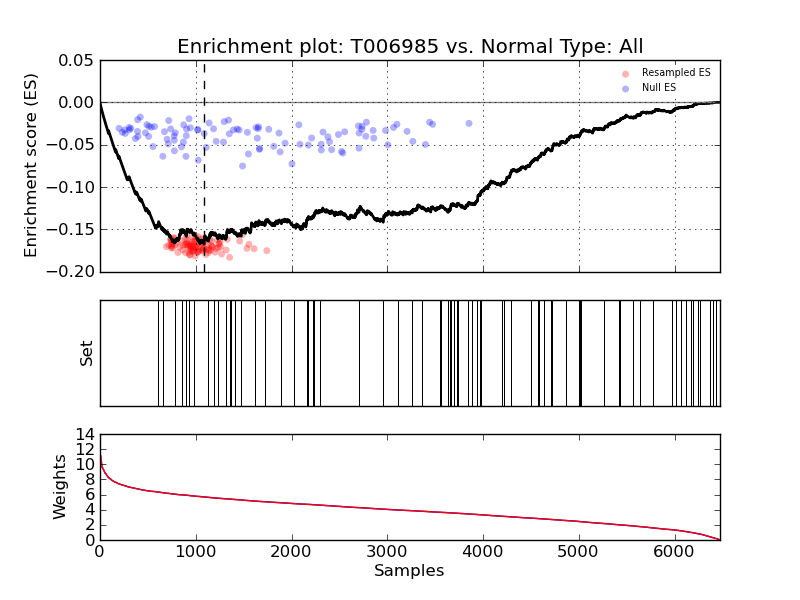 Enrichment plot: T006985 vs. Normal Type: All
Enrichment score (ES)
0.05
0.00
−0.05
−0.10
−0.15
−0.20
Resampled ES
Null ES
Set
Weights
14
12
10
8
6
4
2
0
0 1000 2000 3000 4000 5000 6000
Samples